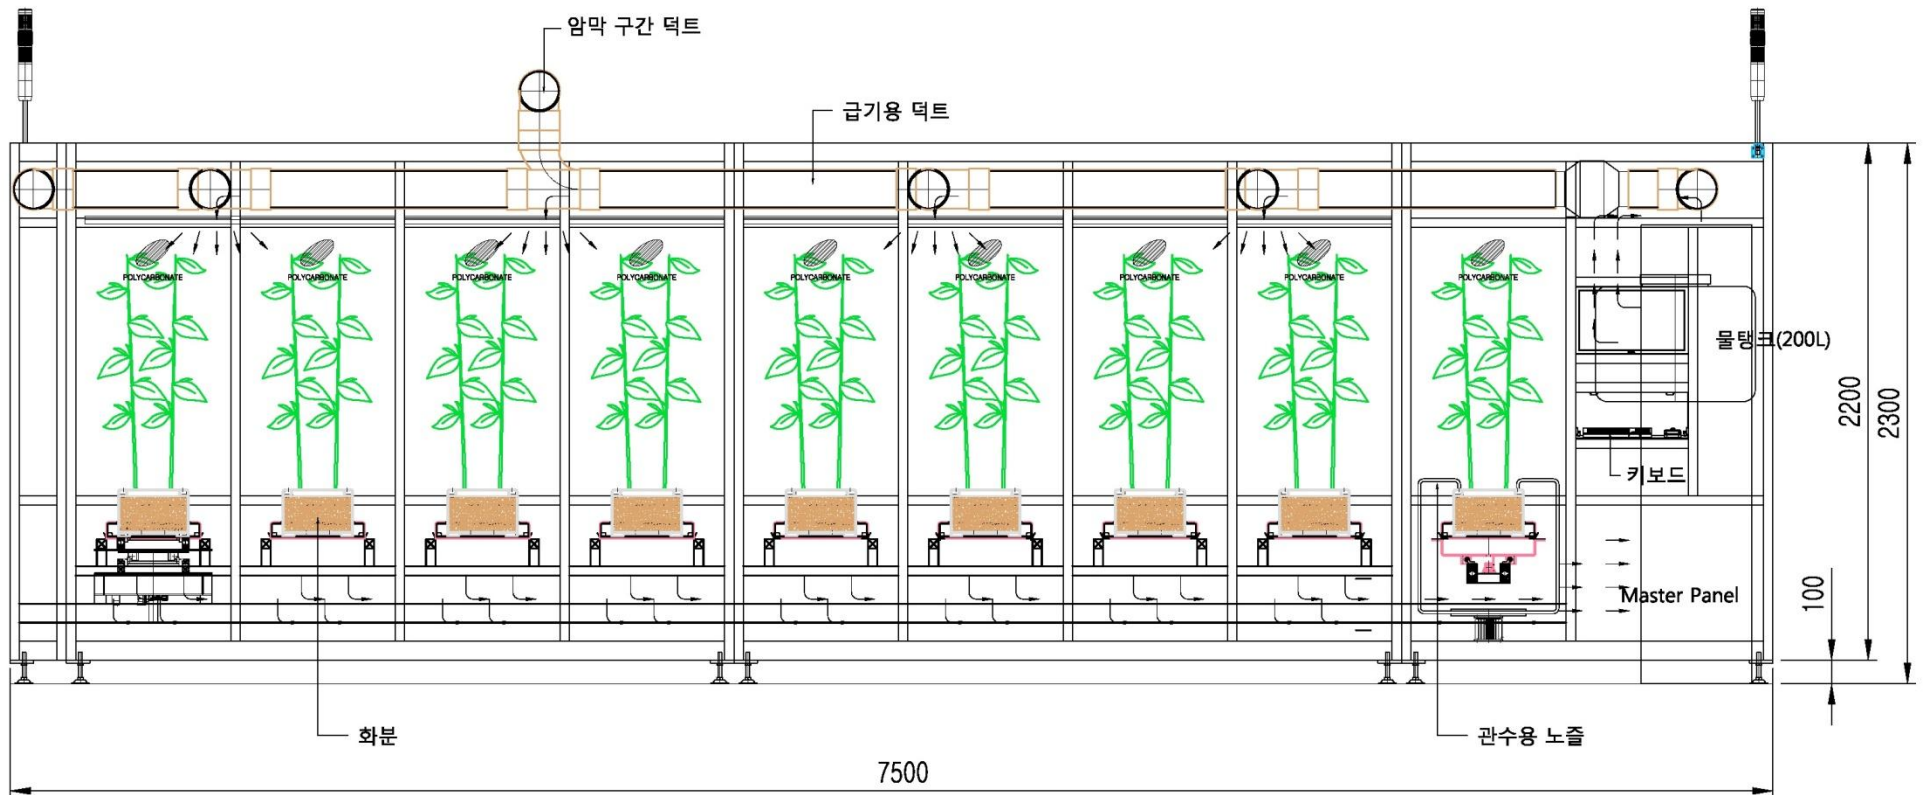 암막 구간 덕트
급기용 덕트
POLYCARBONATE
POLYCARBONATE
POLYCARBONATE
POLYCARBONATE
POLYCARBONATE
POLYCARBONATE
POLYCARBONATE
POLYCARBONATE
POLYCARBONATE
물탱크(200L)
2200
2300
키보드
Master Panel
100
화분
관수용 노즐
7500